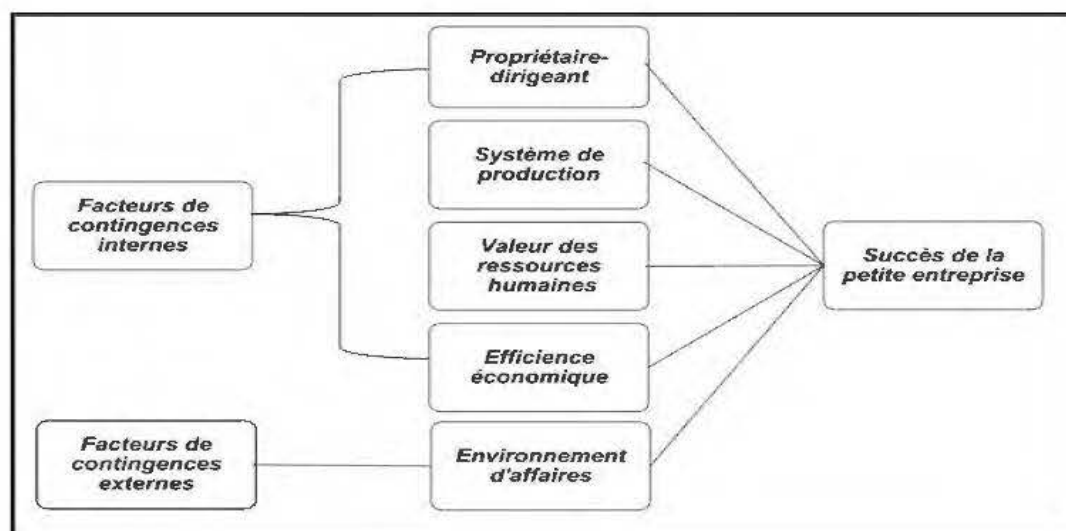 Propriétaire-
dirigeant
Système de
production
Facteurs de
contingences
internes
Valeur des
ressources
humaines
Succès de la
petite entreprise
Efficience
économique
Facteurs de
contingences
externes
Environnement
d'affaires